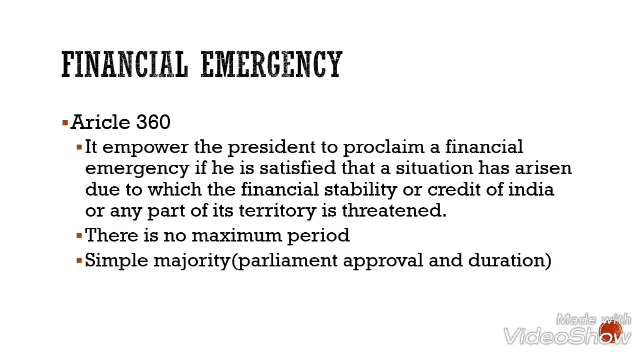 FINANCIAL EMERGENCY
▪Aricle 360
▪It empower the president to proclaim a financial
emergency if he is satisfied that a situation has arisen
due to which the financial stability or credit of india
or any part of its territory is threatened.
▪There is no maximum period
▪Simple majority(parliament approval and duration)
Made with
VideoShow